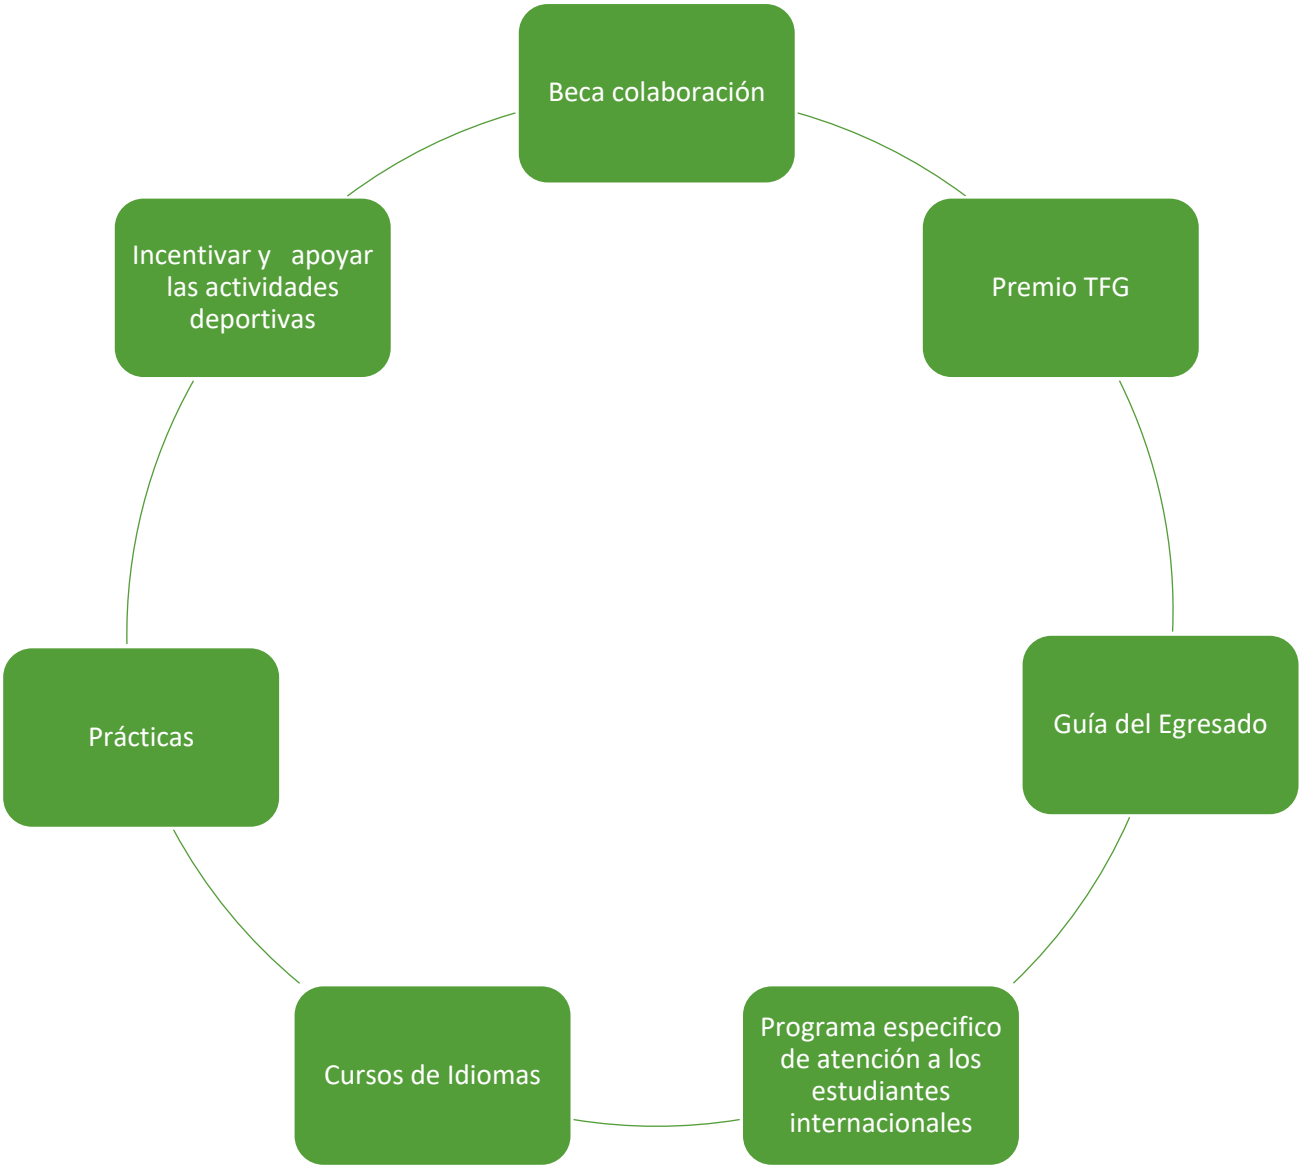 Beca colaboración
Premio TFG
Guía del Egresado
Programa especifico
de atención a los
estudiantes
internacionales
Cursos de Idiomas
Prácticas
Incentivar y   apoyar
las actividades
deportivas